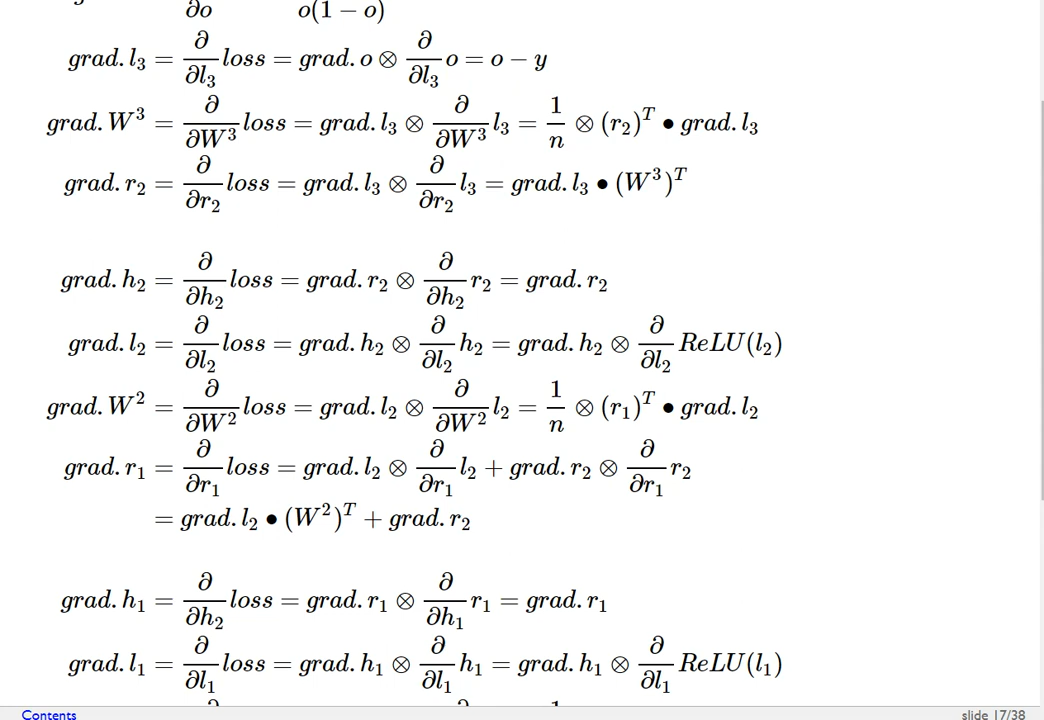 ∂o o(1 − o)
grad. l₃ = ∂/∂l₃ loss = grad. o ⊗ ∂/∂l₃ o = o − y
grad. W³ = ∂/∂W³ loss = grad. l₃ ⊗ ∂/∂W³ l₃ = 1/n ⊗ (r₂)ᵀ • grad. l₃
grad. r₂ = ∂/∂r₂ loss = grad. l₃ ⊗ ∂/∂r₂ l₃ = grad. l₃ • (W³)ᵀ
grad. h₂ = ∂/∂h₂ loss = grad. r₂ ⊗ ∂/∂h₂ r₂ = grad. r₂
grad. l₂ = ∂/∂l₂ loss = grad. h₂ ⊗ ∂/∂l₂ h₂ = grad. h₂ ⊗ ∂/∂l₂ ReLU(l₂)
grad. W² = ∂/∂W² loss = grad. l₂ ⊗ ∂/∂W² l₂ = 1/n ⊗ (r₁)ᵀ • grad. l₂
grad. r₁ = ∂/∂r₁ loss = grad. l₂ ⊗ ∂/∂r₁ l₂ + grad. r₂ ⊗ ∂/∂r₁ r₂
= grad. l₂ • (W²)ᵀ + grad. r₂
grad. h₁ = ∂/∂h₂ loss = grad. r₁ ⊗ ∂/∂h₁ r₁ = grad. r₁
grad. l₁ = ∂/∂l₁ loss = grad. h₁ ⊗ ∂/∂l₁ h₁ = grad. h₁ ⊗ ∂/∂l₁ ReLU(l₁)
Contents slide 17/38